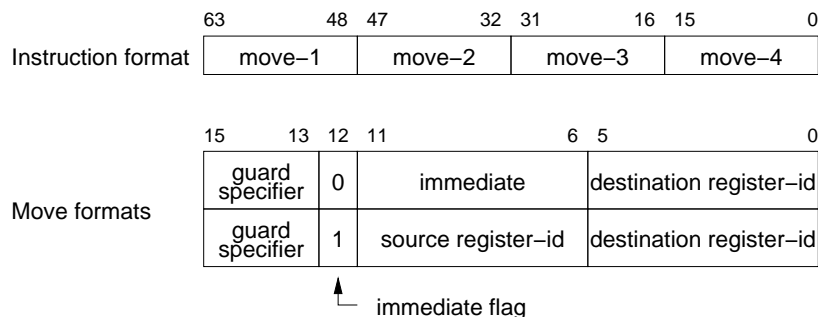 63 48 47 32 31 16 15 0
Instruction format move−1 move−2 move−3 move−4
15 13 12 11 6 5 0
guard specifier 0 immediate destination register−id
Move formats
guard specifier 1 source register−id destination register−id
immediate flag